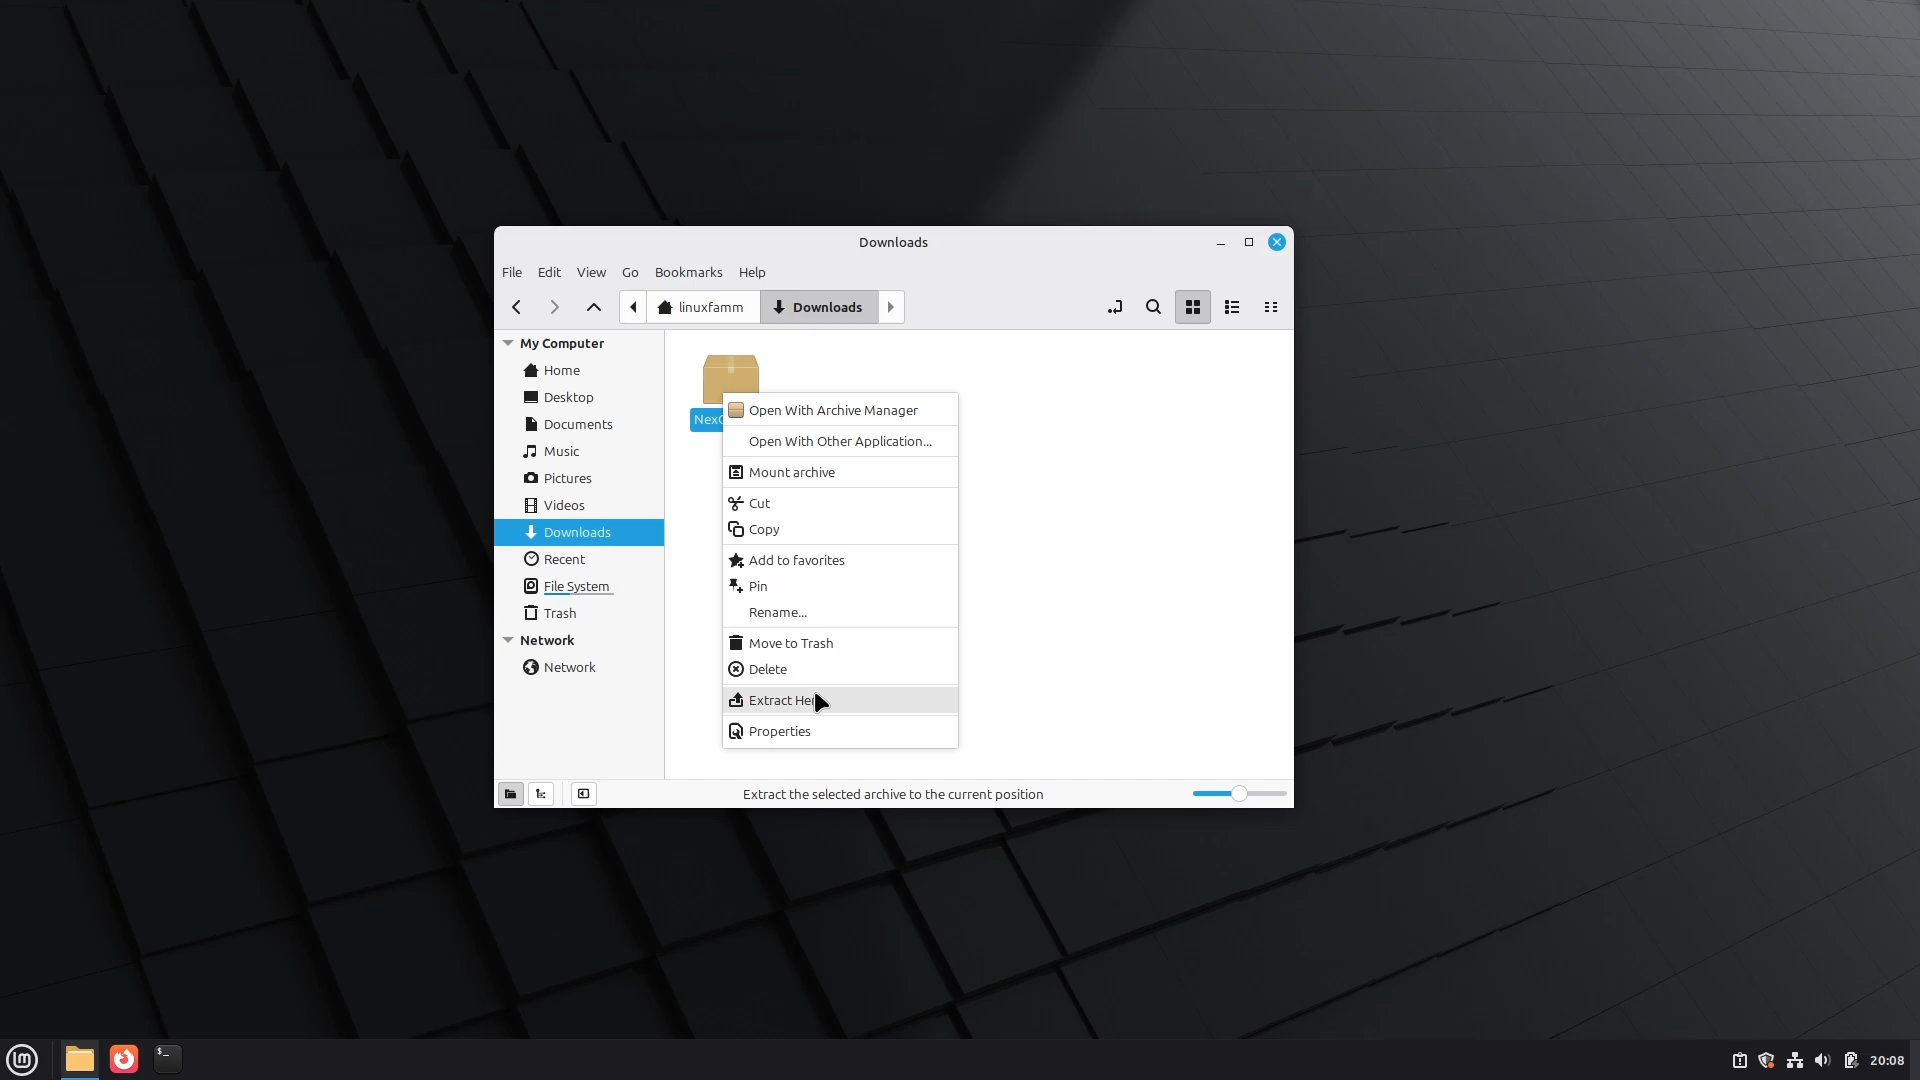 Downloads
File Edit View Go Bookmarks Help
linuxfamm Downloads
My Computer
Home
Desktop
Documents
Music
Pictures
Videos
Downloads
Recent
File System
Trash
Network
Network
Open With Archive Manager
Open With Other Application...
Mount archive
Cut
Copy
Add to favorites
Pin
Rename...
Move to Trash
Delete
Extract
Properties
Extract the selected archive to the current position
20:08